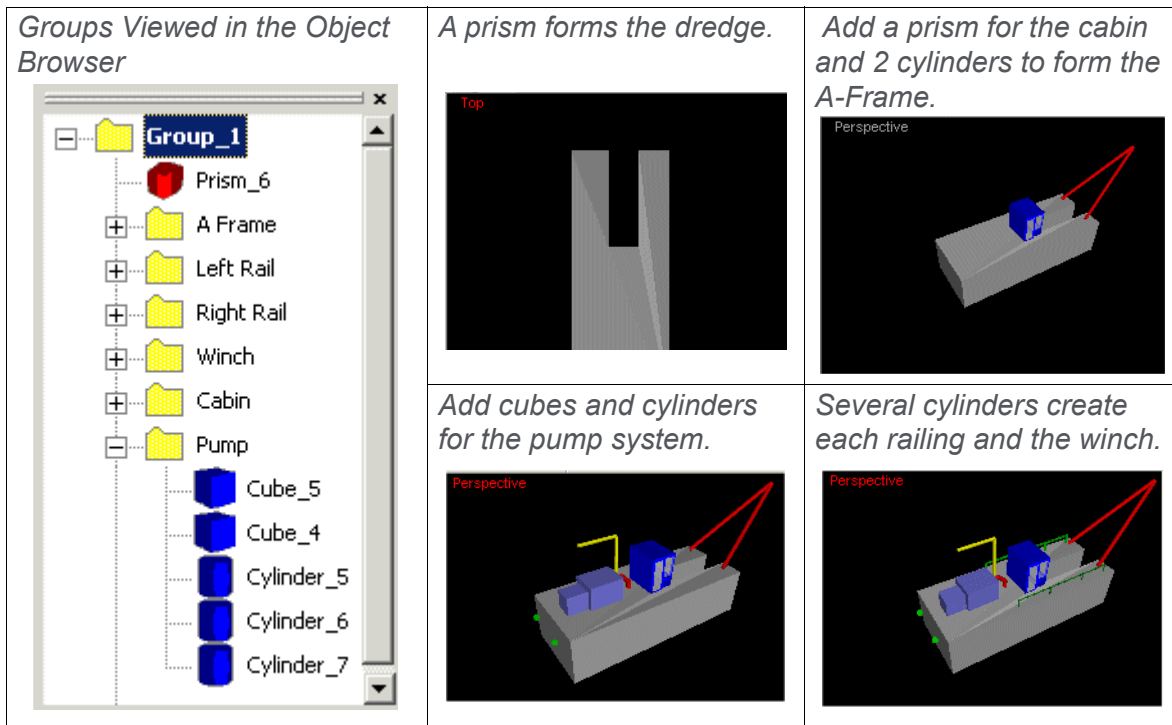 Groups Viewed in the Object
Browser
Group_1
Prism_6
A Frame
Left Rail
Right Rail
Winch
Cabin
Pump
Cube_5
Cube_4
Cylinder_5
Cylinder_6
Cylinder_7
A prism forms the dredge.
Top
Add a prism for the cabin
and 2 cylinders to form the
A-Frame.
Perspective
Add cubes and cylinders
for the pump system.
Perspective
Several cylinders create
each railing and the winch.
Perspective